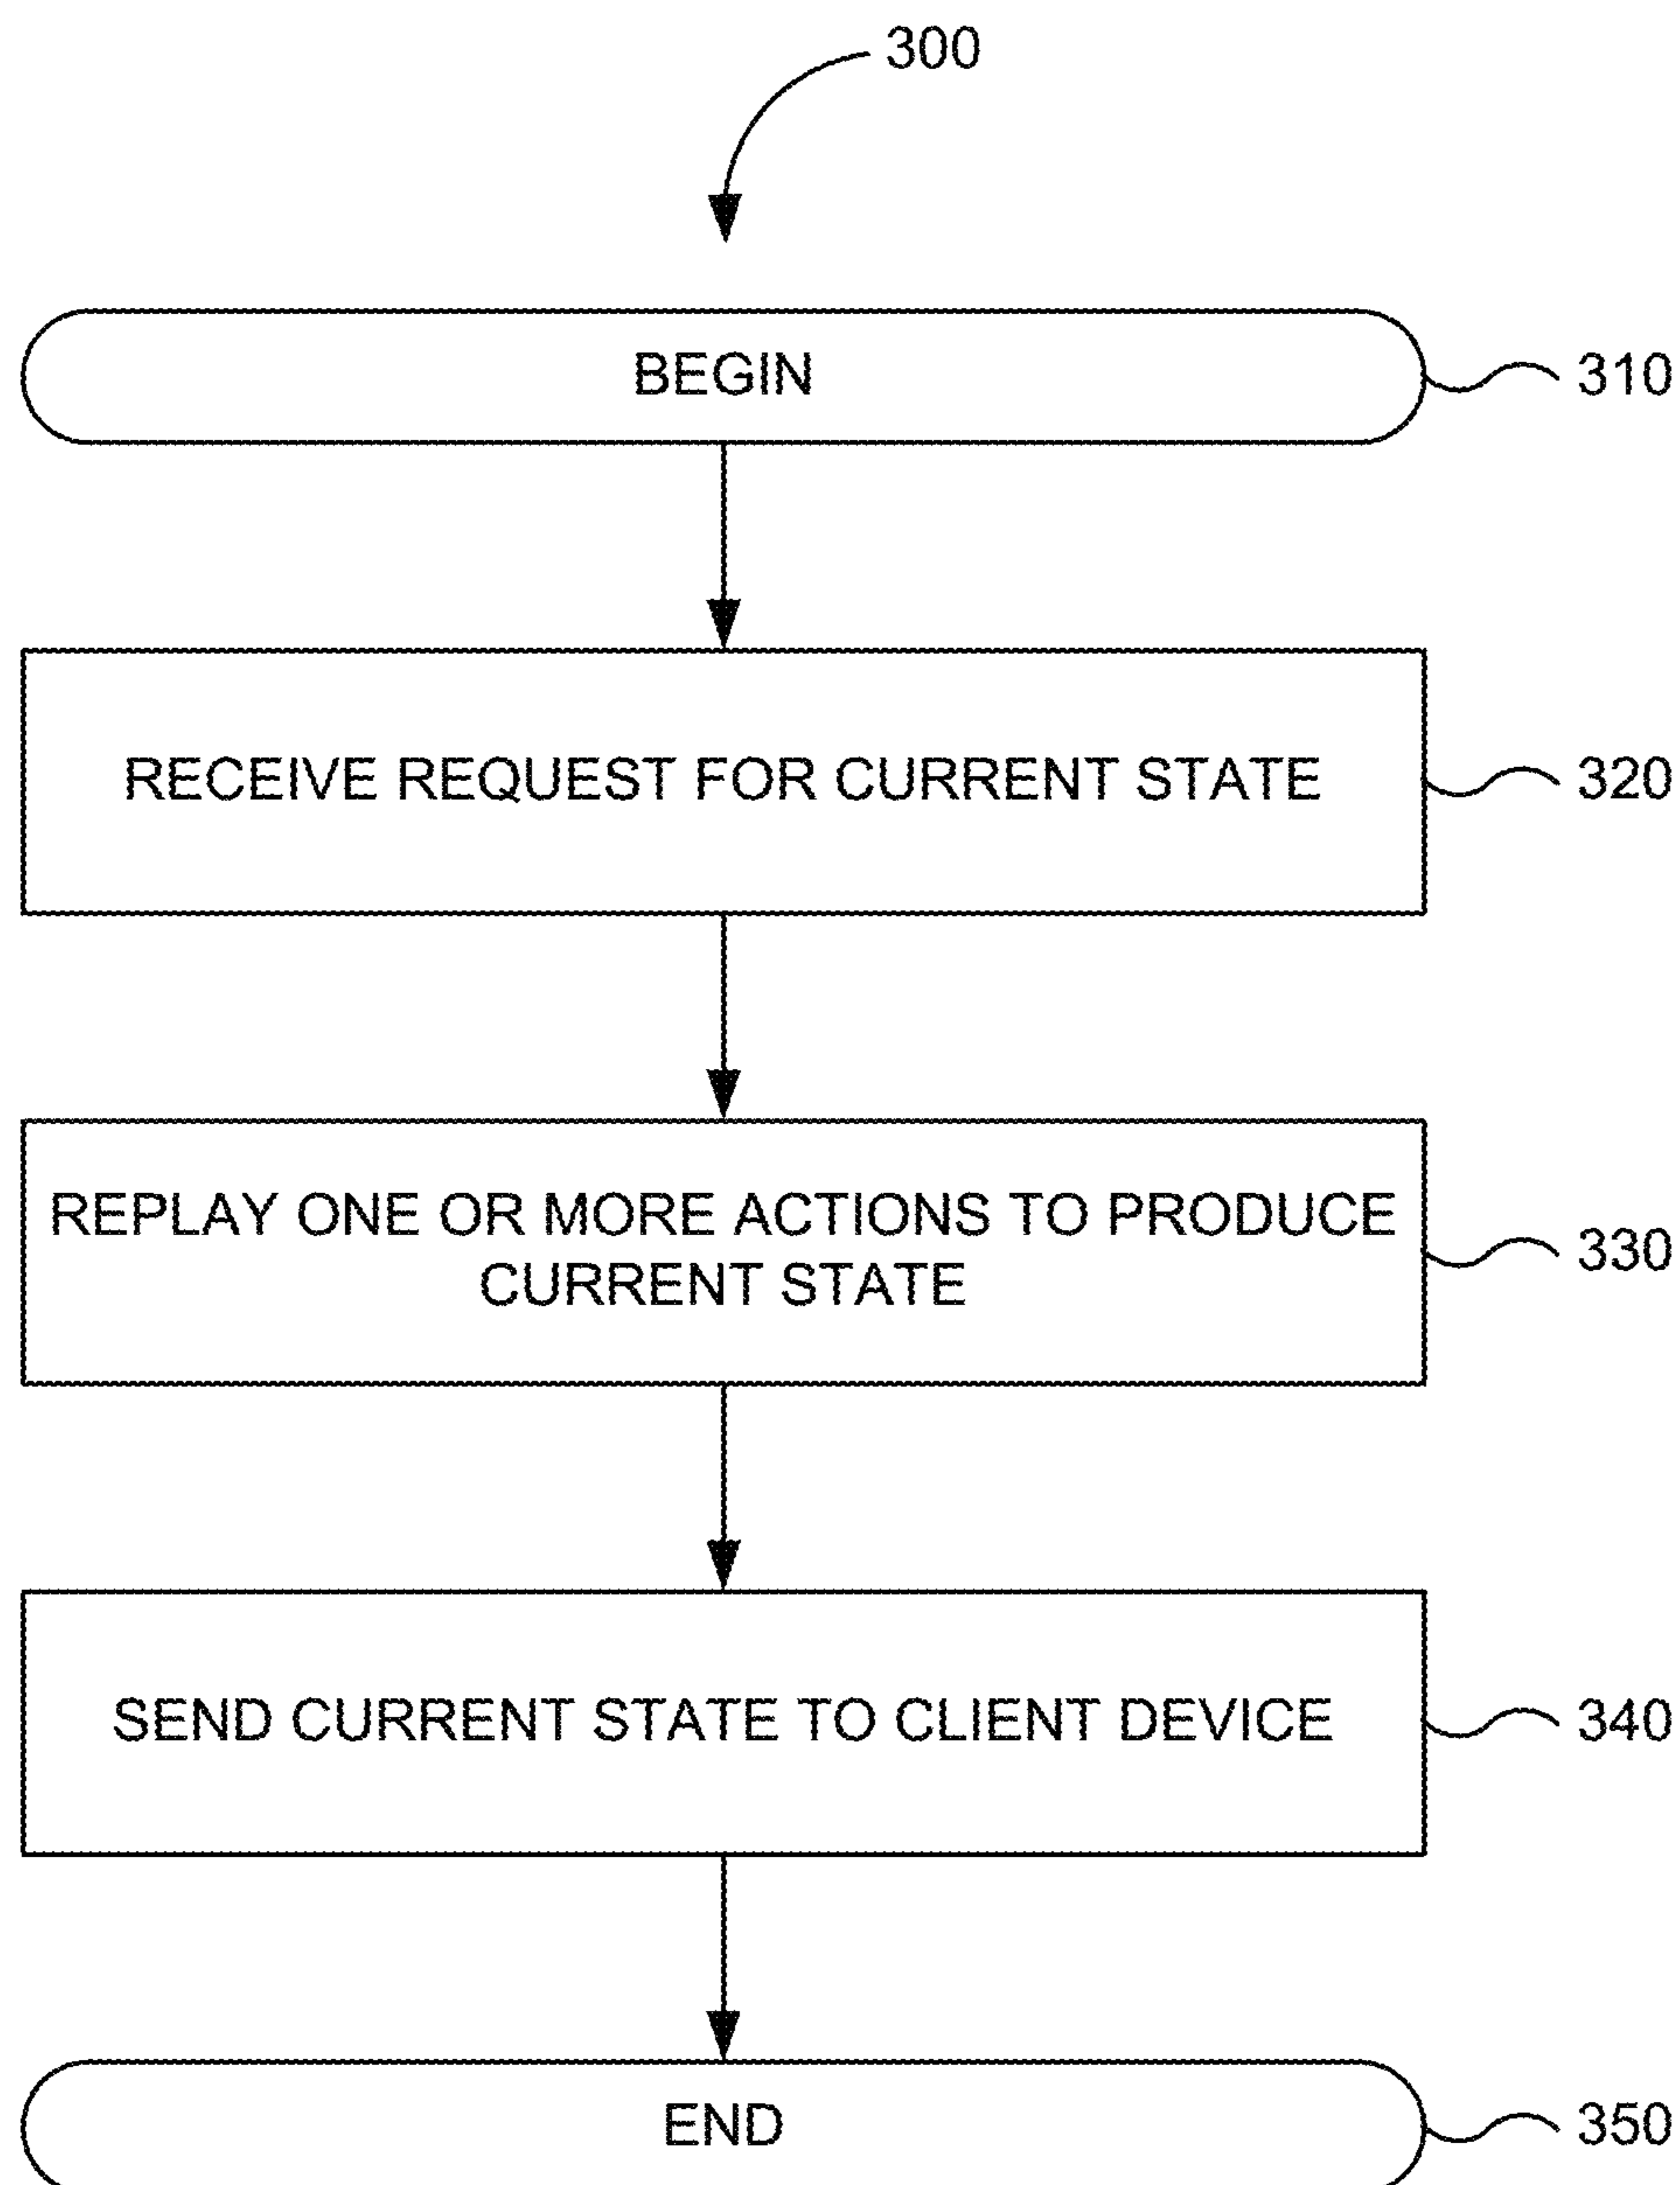 300
BEGIN
310
RECEIVE REQUEST FOR CURRENT STATE
320
REPLAY ONE OR MORE ACTIONS TO PRODUCE
CURRENT STATE
330
SEND CURRENT STATE TO CLIENT DEVICE
340
END
350